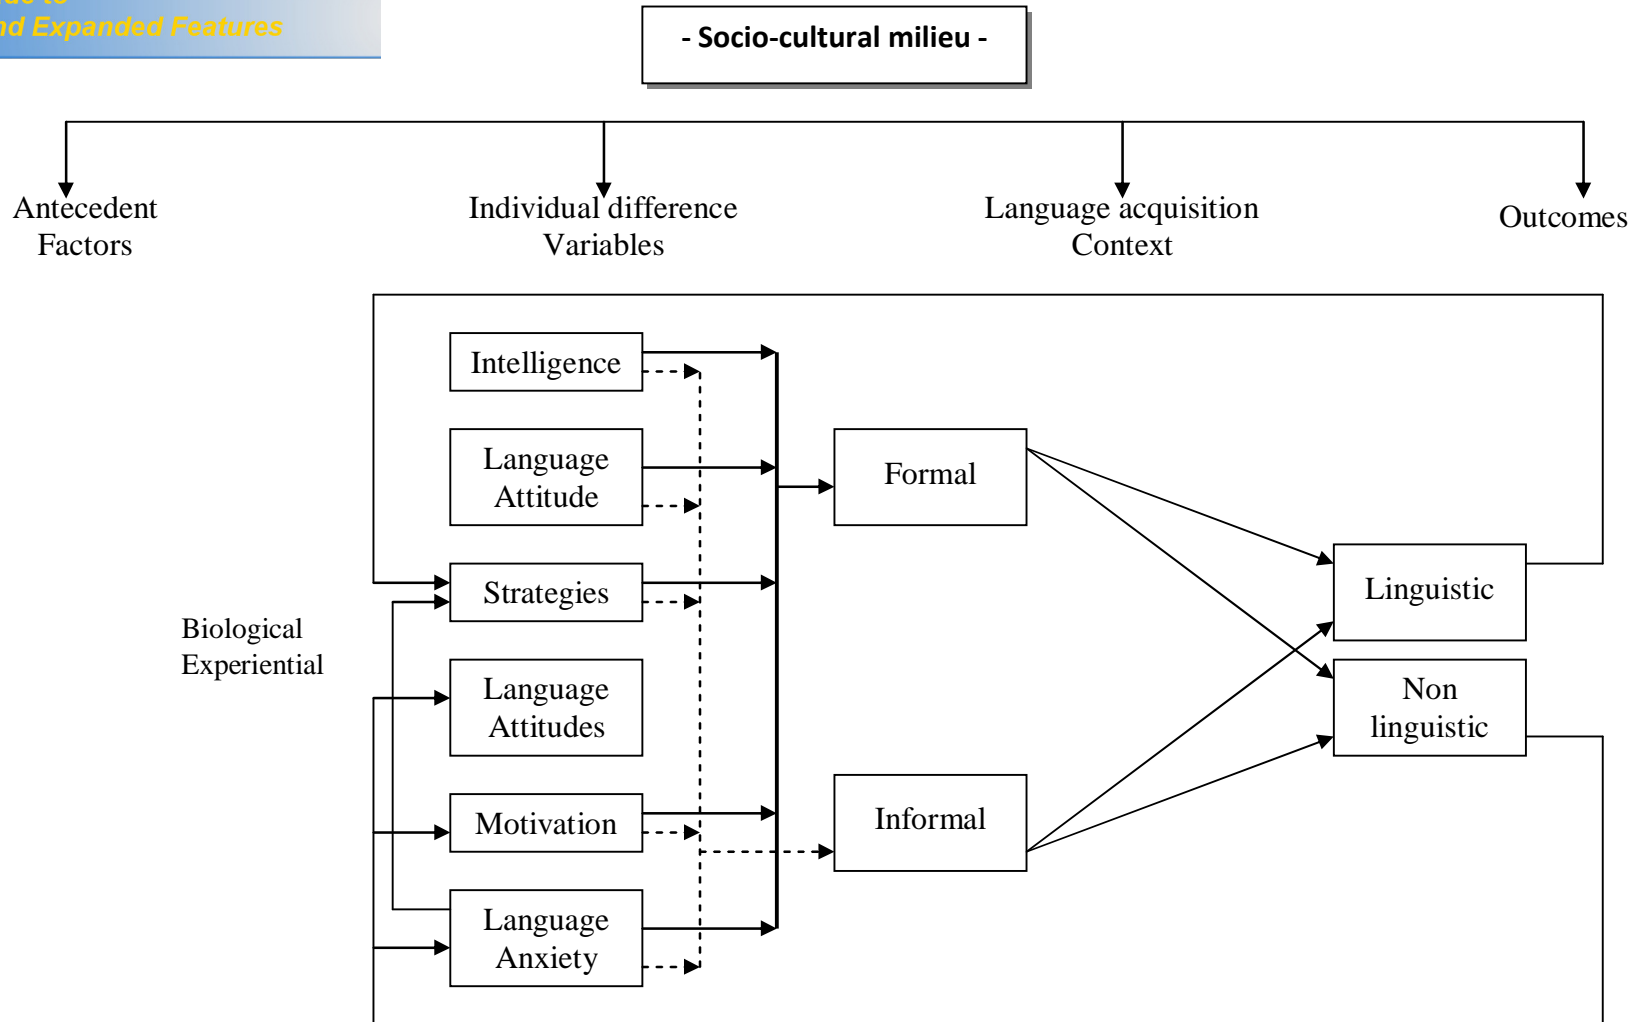 nd Expanded Features
- Socio-cultural milieu -
Antecedent
Factors
Individual difference
Variables
Language acquisition
Context
Outcomes
Intelligence
Language
Attitude
Strategies
Biological
Experiential
Language
Attitudes
Motivation
Language
Anxiety
Formal
Informal
Linguistic
Non
linguistic